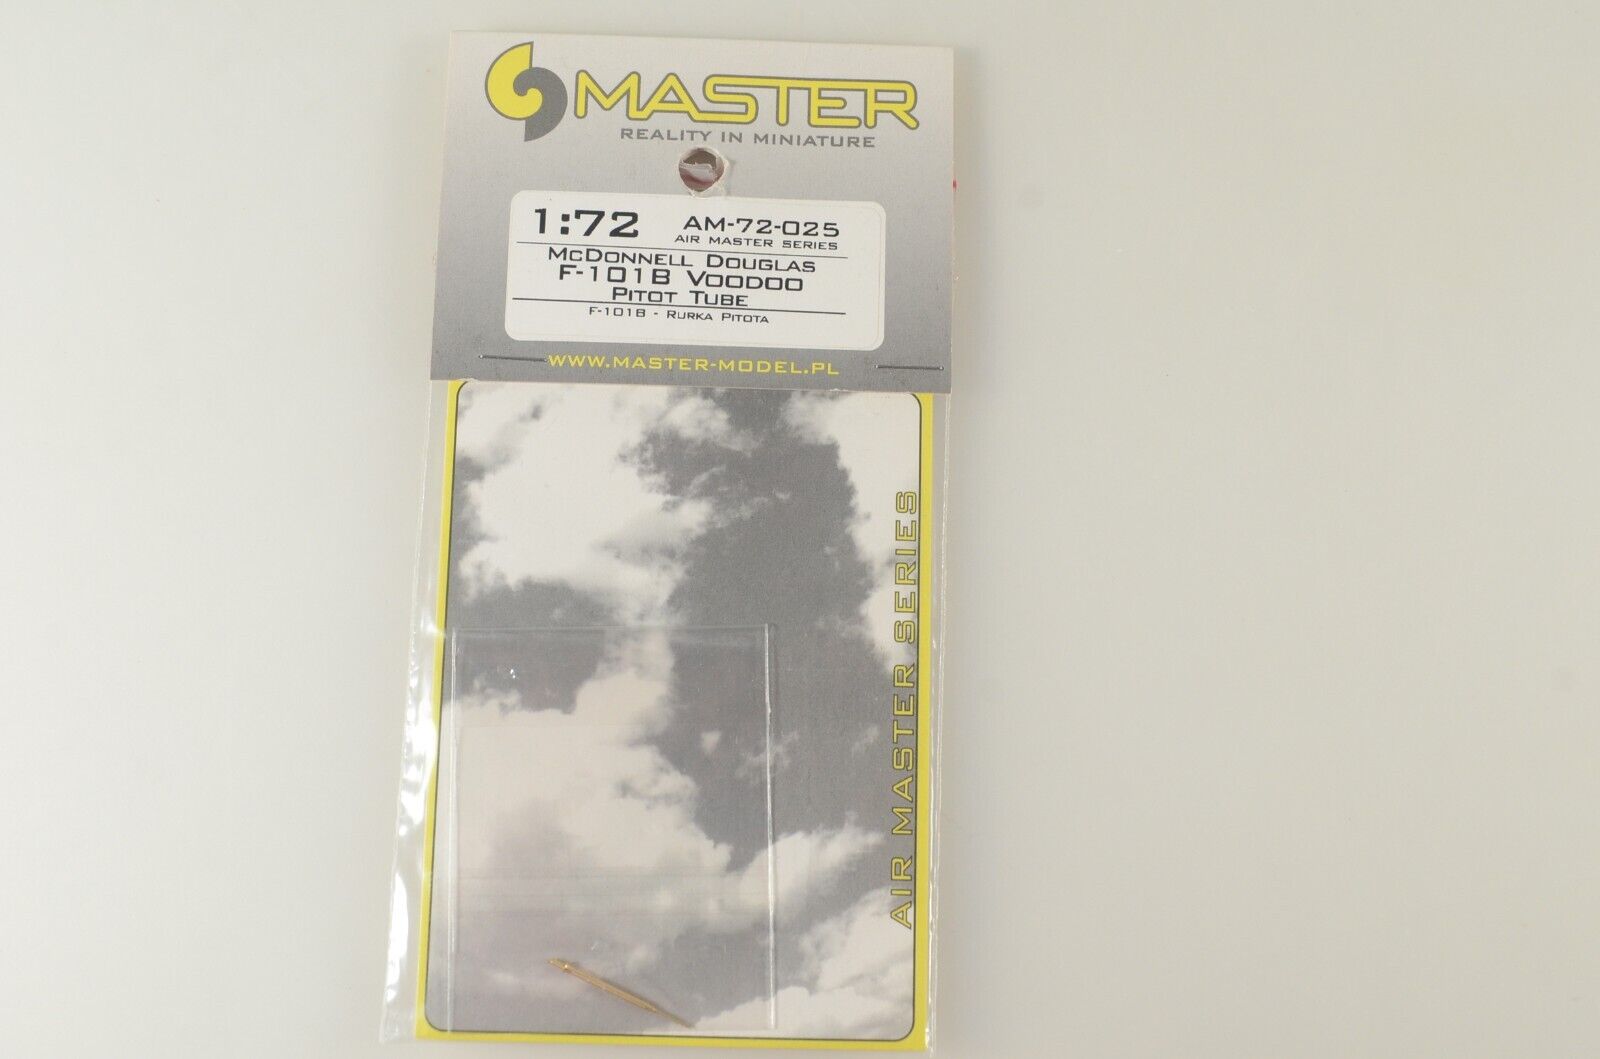 MASTER
REALITY IN MINIATURE
1:72 AM-72-025
AIR MASTER SERIES
McDonnell Douglas
F-101B Voodoo
Pitot Tube
F-101B - Rurka Pitota
WWW.MASTER-MODEL.PL
AIR MASTER SERIES